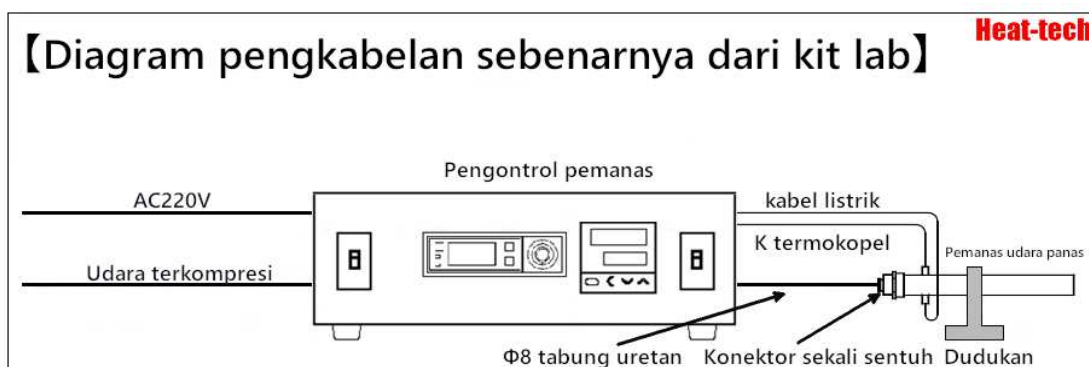 Heat-tech
【Diagram pengkabelan sebenarnya dari kit lab】
Pengontrol pemanas
AC220V
kabel listrik
K termokopel
Pemanas udara panas
Udara terkompresi
Φ8 tabung uretan
Konektor sekali sentuh
Dudukan